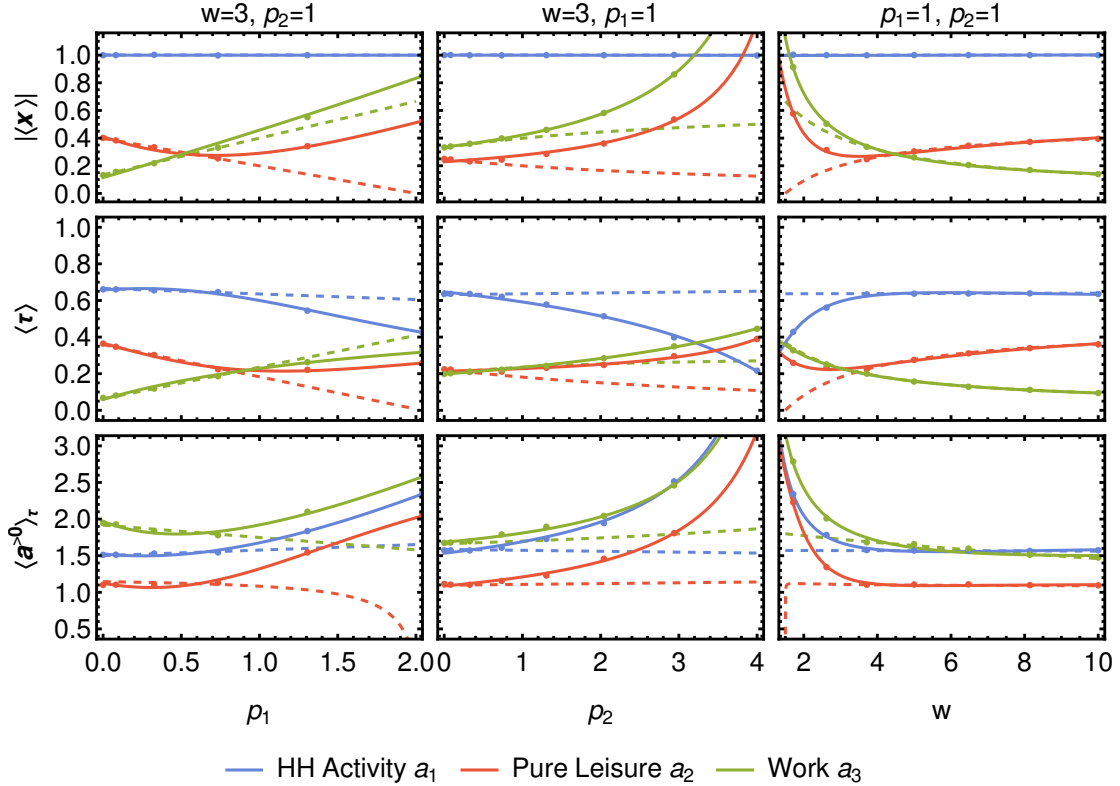 w=3, p₂=1
w=3, p₁=1
p₁=1, p₂=1
|⟨x⟩|
1.0
0.8
0.6
0.4
0.2
0.0
⟨τ⟩
1.0
0.8
0.6
0.4
0.2
0.0
⟨a^{>0}⟩_τ
3.0
2.5
2.0
1.5
1.0
0.5
0.0 0.5 1.0 1.5 2.0
0 1 2 3 4
2 4 6 8 10
p₁
p₂
w
HH Activity a₁ Pure Leisure a₂ Work a₃